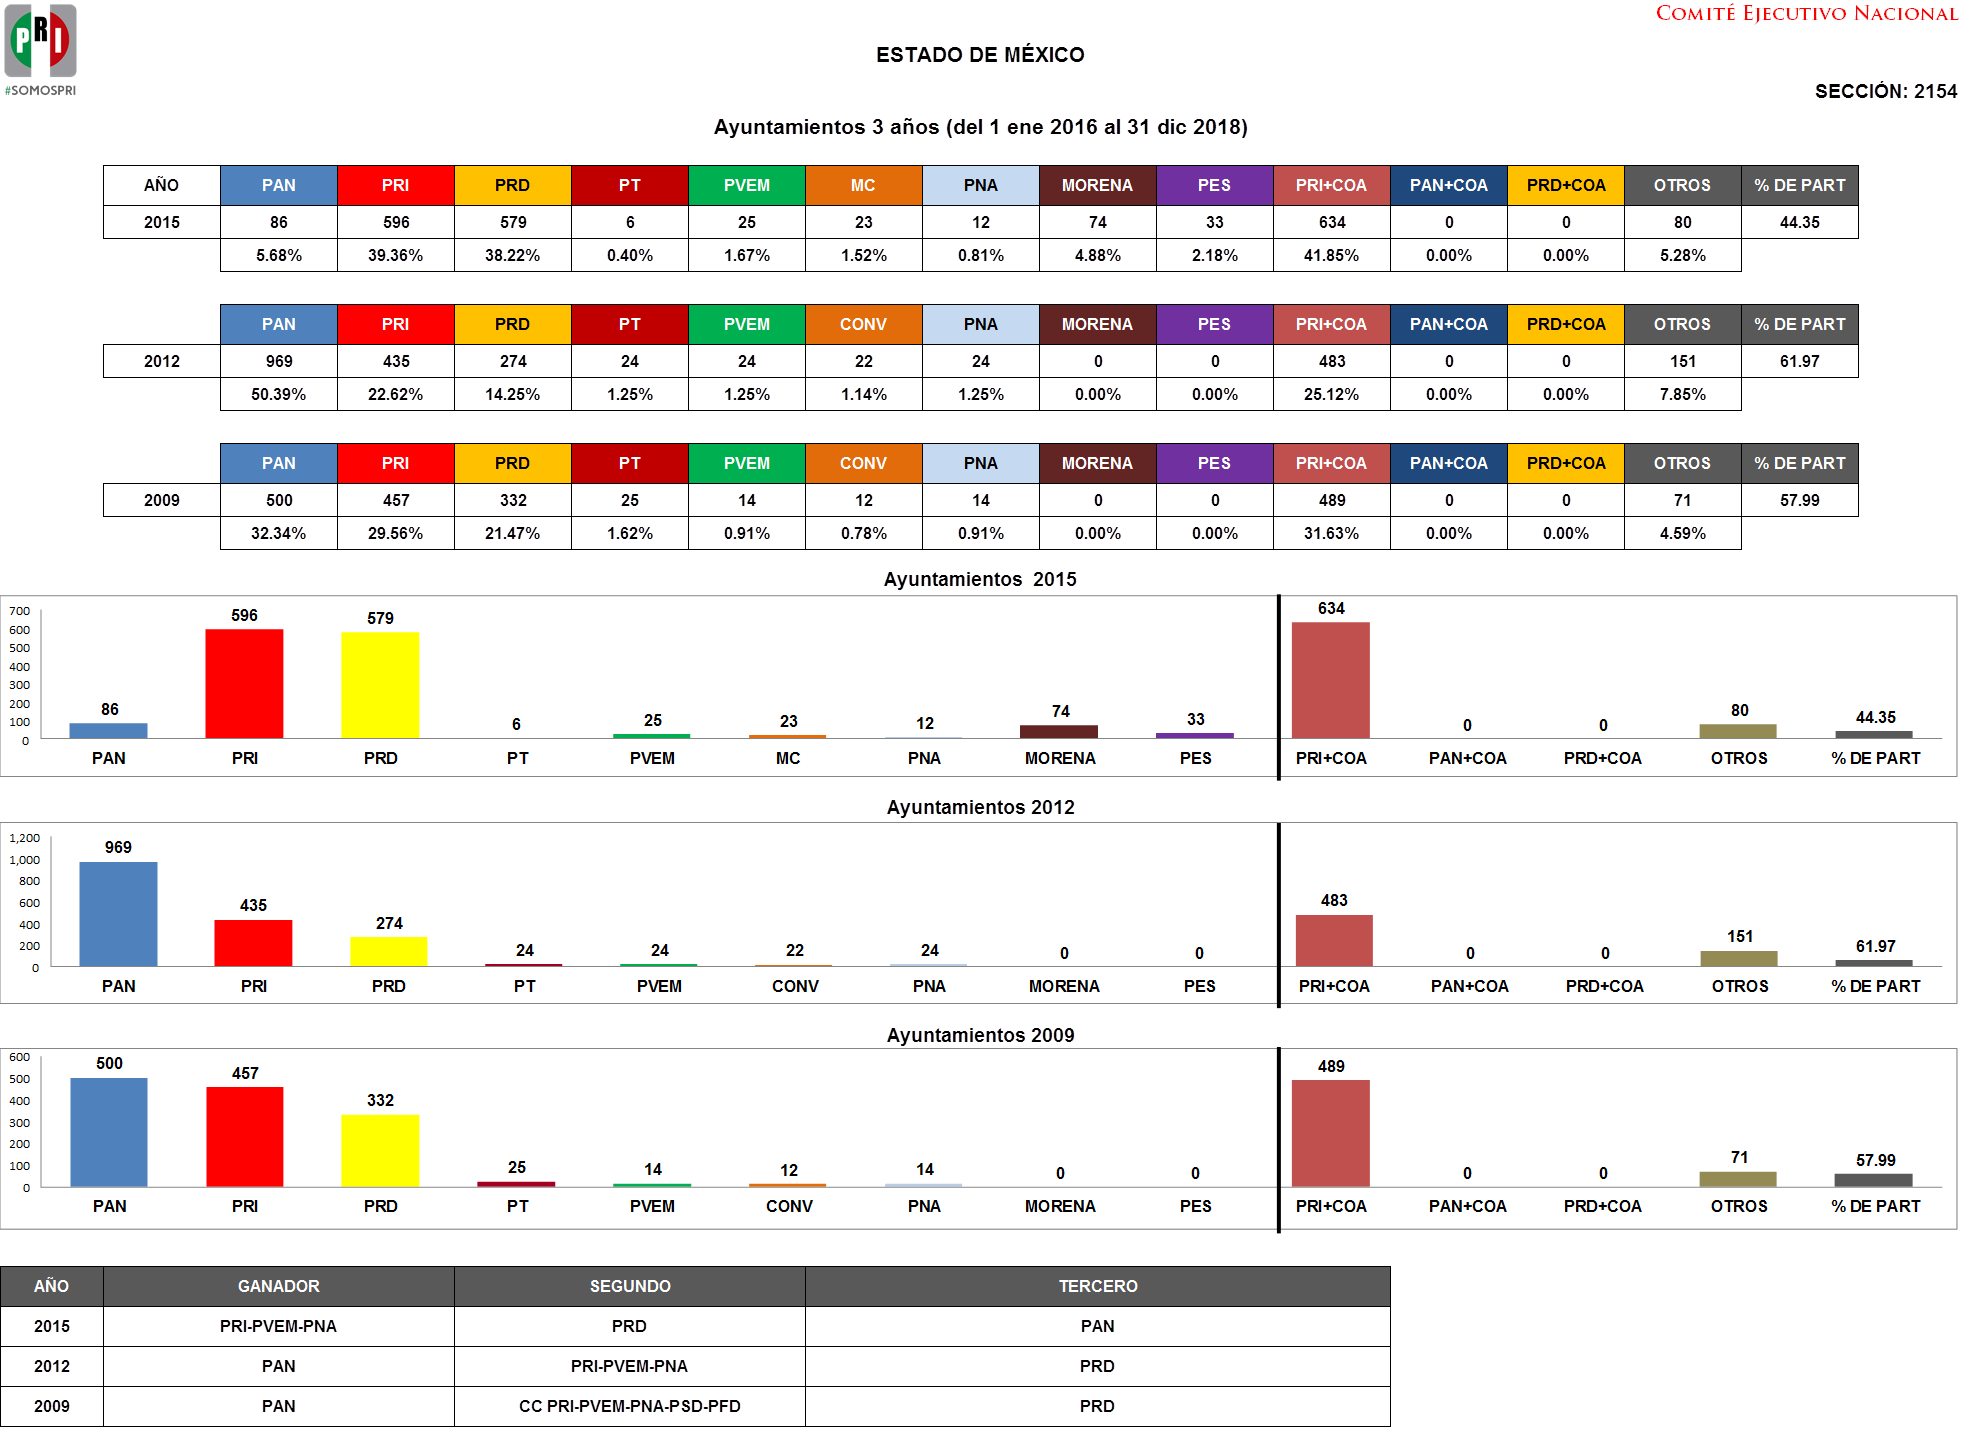 PRI
#SOMOSPRI
COMITÉ EJECUTIVO NACIONAL
ESTADO DE MÉXICO
SECCIÓN: 2154
Ayuntamientos 3 años (del 1 ene 2016 al 31 dic 2018)
AÑO PAN PRI PRD PT PVEM MC PNA MORENA PES PRI+COA PAN+COA PRD+COA OTROS % DE PART
2015 86 596 579 6 25 23 12 74 33 634 0 0 80 44.35
5.68% 39.36% 38.22% 0.40% 1.67% 1.52% 0.81% 4.88% 2.18% 41.85% 0.00% 0.00% 5.28%
PAN PRI PRD PT PVEM CONV PNA MORENA PES PRI+COA PAN+COA PRD+COA OTROS % DE PART
2012 969 435 274 24 24 22 24 0 0 483 0 0 151 61.97
50.39% 22.62% 14.25% 1.25% 1.25% 1.14% 1.25% 0.00% 0.00% 25.12% 0.00% 0.00% 7.85%
PAN PRI PRD PT PVEM CONV PNA MORENA PES PRI+COA PAN+COA PRD+COA OTROS % DE PART
2009 500 457 332 25 14 12 14 0 0 489 0 0 71 57.99
32.34% 29.56% 21.47% 1.62% 0.91% 0.78% 0.91% 0.00% 0.00% 31.63% 0.00% 0.00% 4.59%
Ayuntamientos 2015
700
600
500
400
300
200
100
0
86 596 579 6 25 23 12 74 33 634 0 0 80 44.35
PAN PRI PRD PT PVEM MC PNA MORENA PES PRI+COA PAN+COA PRD+COA OTROS % DE PART
Ayuntamientos 2012
1,200
1,000
800
600
400
200
0
969 435 274 24 24 22 24 0 0 483 0 0 151 61.97
PAN PRI PRD PT PVEM CONV PNA MORENA PES PRI+COA PAN+COA PRD+COA OTROS % DE PART
Ayuntamientos 2009
600
500
400
300
200
100
0
500 457 332 25 14 12 14 0 0 489 0 0 71 57.99
PAN PRI PRD PT PVEM CONV PNA MORENA PES PRI+COA PAN+COA PRD+COA OTROS % DE PART
AÑO GANADOR SEGUNDO TERCERO
2015 PRI-PVEM-PNA PRD PAN
2012 PAN PRI-PVEM-PNA PRD
2009 PAN CC PRI-PVEM-PNA-PSD-PFD PRD